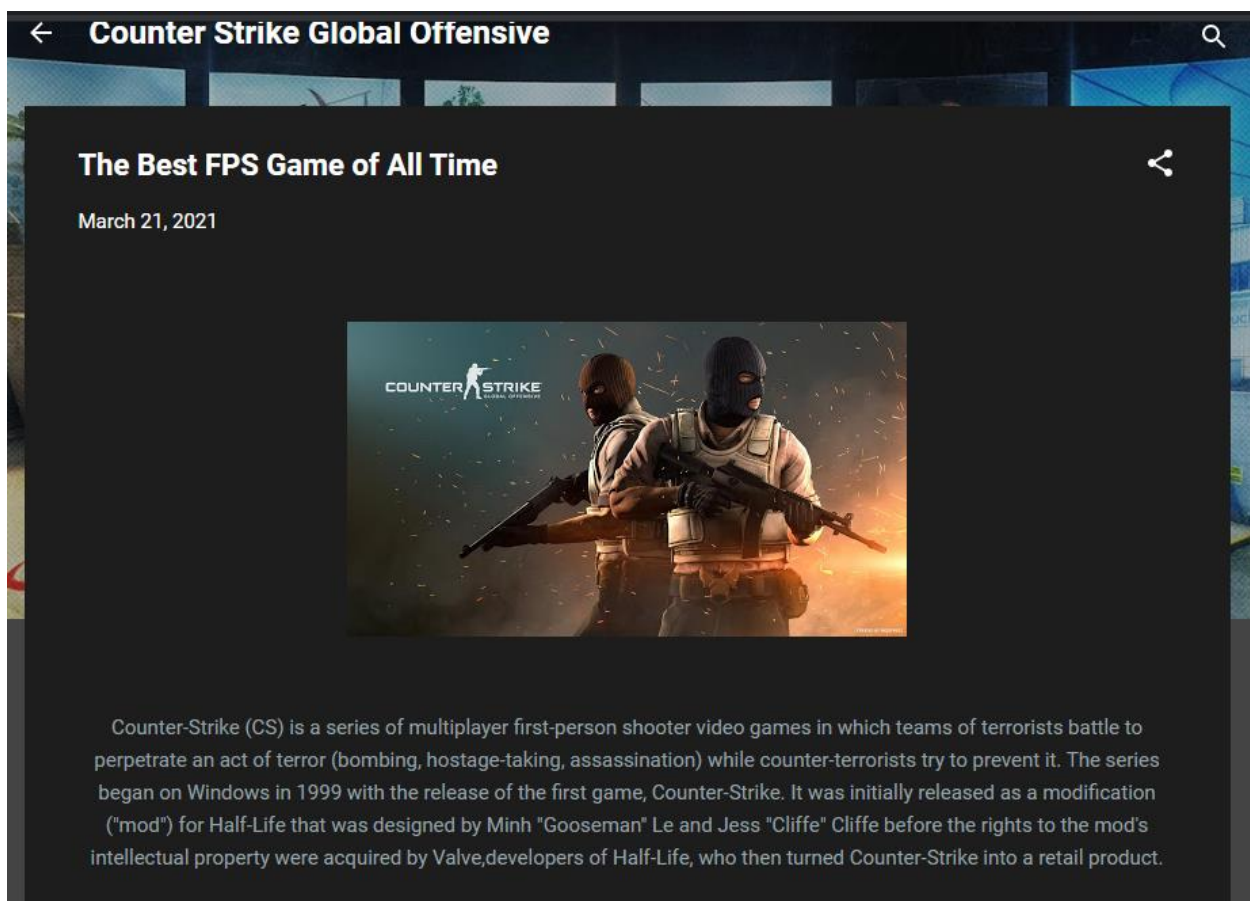 Counter Strike Global Offensive
The Best FPS Game of All Time
March 21, 2021
COUNTER STRIKE
GLOBAL OFFENSIVE
Counter-Strike (CS) is a series of multiplayer first-person shooter video games in which teams of terrorists battle to
perpetrate an act of terror (bombing, hostage-taking, assassination) while counter-terrorists try to prevent it. The series
began on Windows in 1999 with the release of the first game, Counter-Strike. It was initially released as a modification
("mod") for Half-Life that was designed by Minh "Gooseman" Le and Jess "Cliffe" Cliffe before the rights to the mod's
intellectual property were acquired by Valve,developers of Half-Life, who then turned Counter-Strike into a retail product.